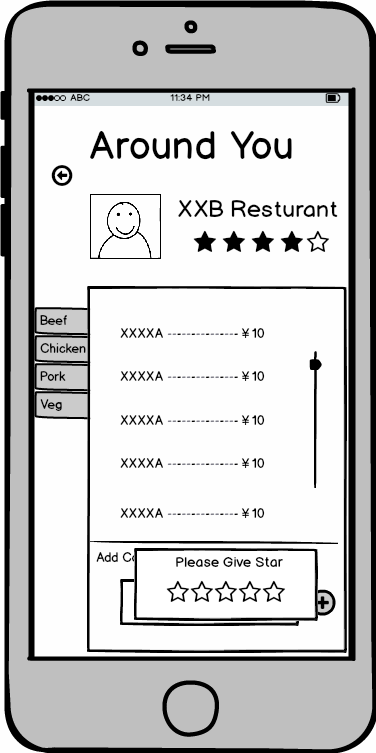 ABC 11:34 PM
Around You
XXB Resturant
Beef
Chicken
Pork
Veg
XXXXA --------------- ¥10
XXXXA --------------- ¥10
XXXXA --------------- ¥10
XXXXA --------------- ¥10
XXXXA --------------- ¥10
Add
Please Give Star